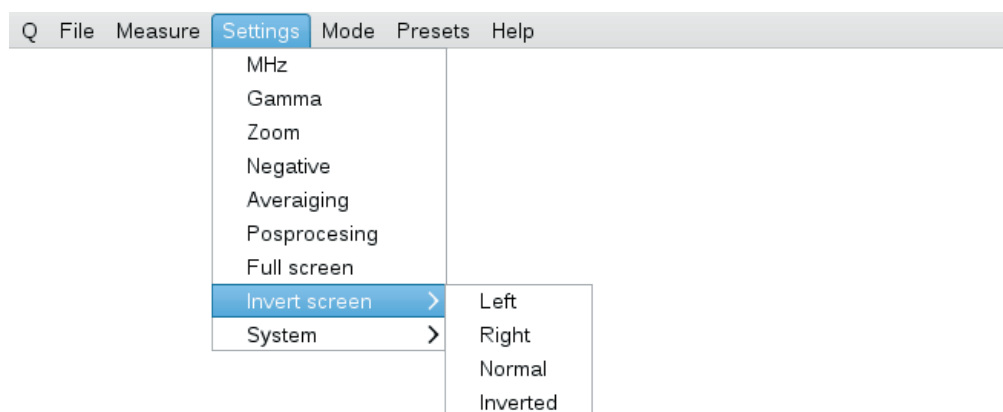 Q File Measure Settings Mode Presets Help
MHz
Gamma
Zoom
Negative
Averaiging
Posprocesing
Full screen
Invert screen
Left
System
Right
Normal
Inverted